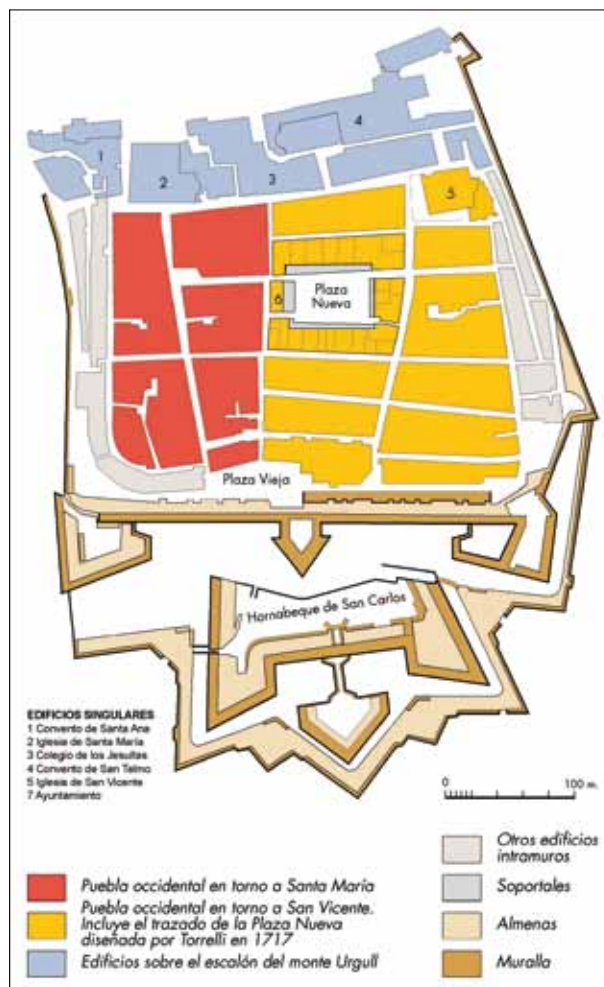 4
1
2
3
5
6
Plaza
Nueva
Plaza Vieja
Hornabeque de San Carlos
EDIFICIOS SINGULARES
1 Convento de Santa Ana
2 Iglesia de Santa María
3 Colegio de los Jesuitas
4 Convento de San Telmo
5 Iglesia de San Vicente
7 Ayuntamiento
0 100 m.
Puebla occidental en torno a Santa María
Puebla occidental en torno a San Vicente.
Incluye el trazado de la Plaza Nueva
diseñada por Torrelli en 1717
Edificios sobre el escalón del monte Urgull
Otros edificios
intramuros
Soportales
Almenas
Muralla